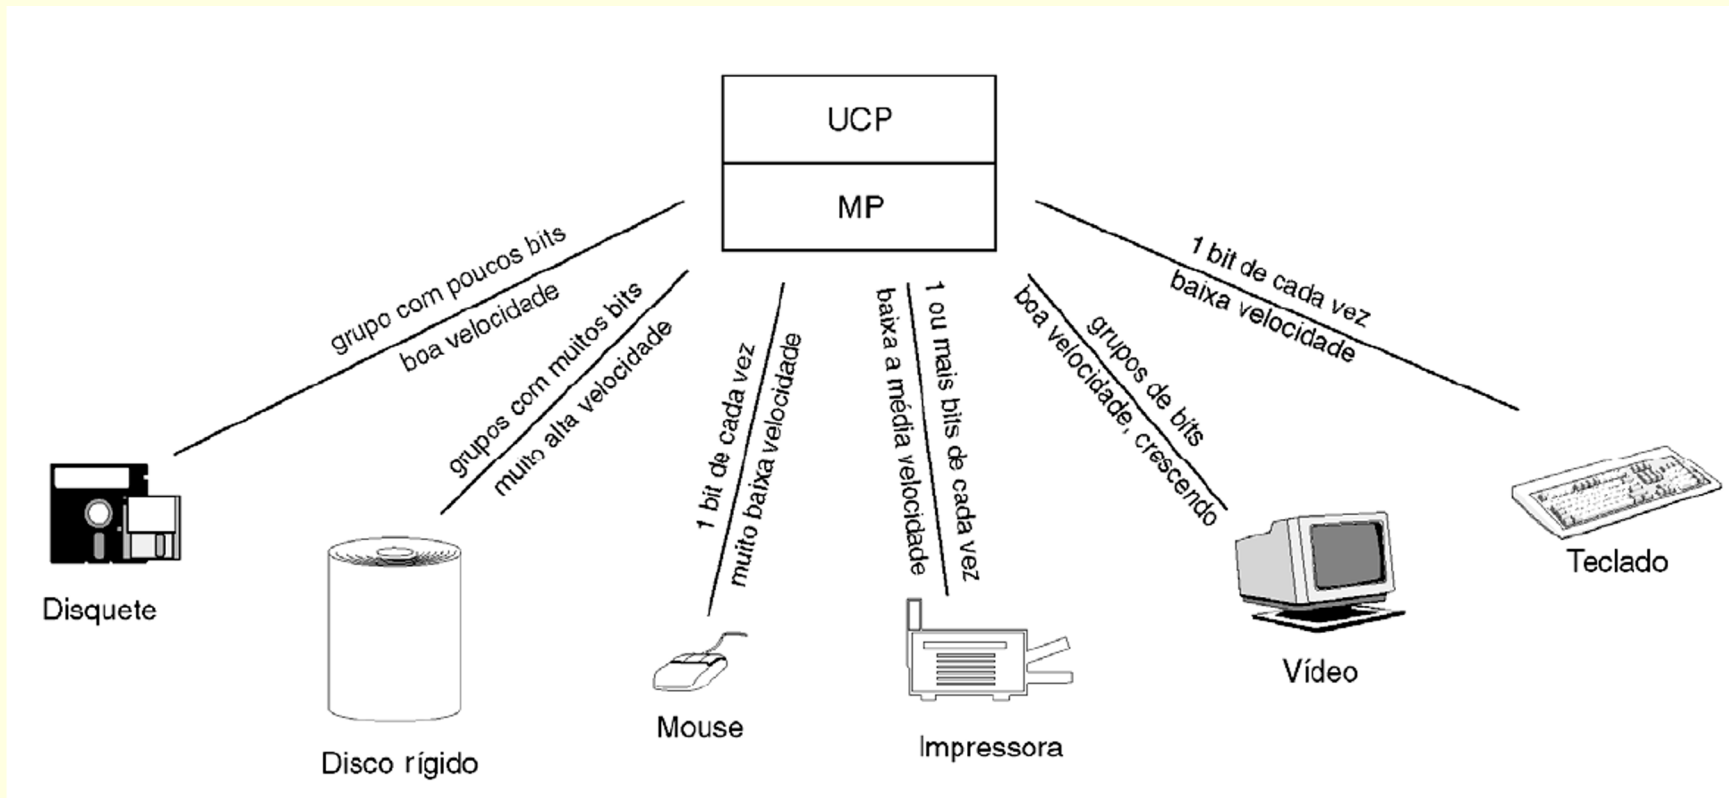 UCP
MP
grupo com poucos bits
boa velocidade
grupos com muitos bits
muito alta velocidade
1 bit de cada vez
muito baixa velocidade
1 ou mais bits de cada vez
baixa a média velocidade
grupos de bits
boa velocidade, crescendo
1 bit de cada vez
baixa velocidade
Disquete
Disco rígido
Mouse
Impressora
Vídeo
Teclado